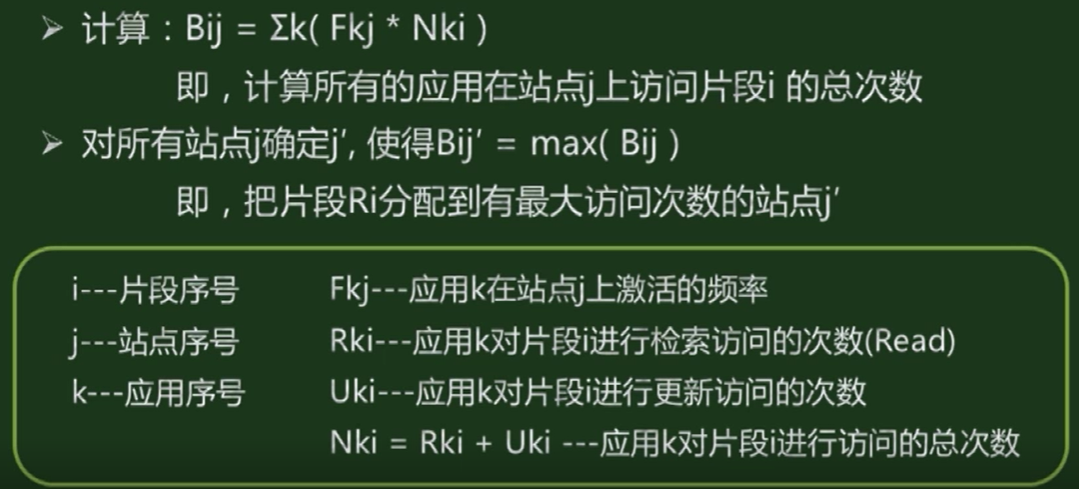 ➢ 计算：Bij = Σk( Fkj * Nki )
即，计算所有的应用在站点j上访问片段i 的总次数
➢ 对所有站点j确定j′, 使得Bij′ = max( Bij )
即，把片段Ri分配到有最大访问次数的站点j′
i---片段序号 Fkj---应用k在站点j上激活的频率
j---站点序号 Rki---应用k对片段i进行检索访问的次数(Read)
k---应用序号 Uki---应用k对片段i进行更新访问的次数
Nki = Rki + Uki ---应用k对片段i进行访问的总次数